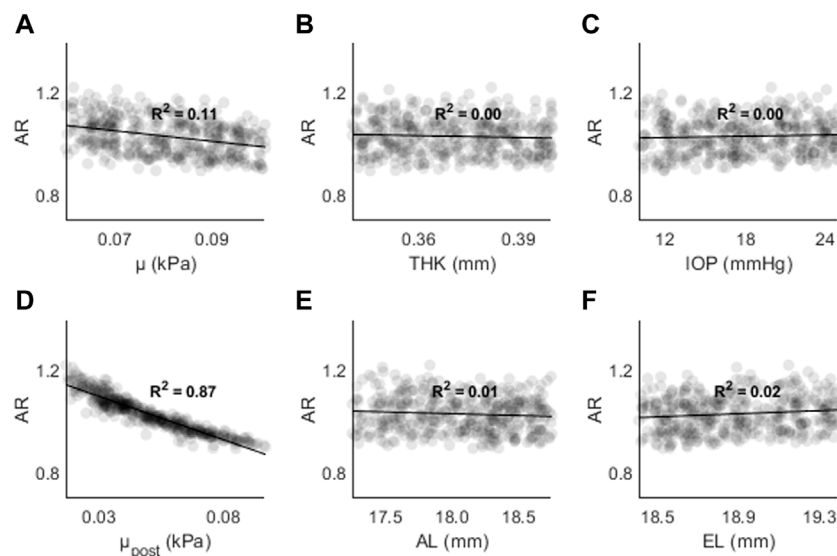 A
B
C
1.2
AR
0.8
R² = 0.11
0.07 0.09
μ (kPa)
1.2
AR
0.8
R² = 0.00
0.36 0.39
THK (mm)
1.2
AR
0.8
R² = 0.00
12 18 24
IOP (mmHg)
D
E
F
1.2
AR
0.8
R² = 0.87
0.03 0.08
μpost (kPa)
1.2
AR
0.8
R² = 0.01
17.5 18.0 18.5
AL (mm)
1.2
AR
0.8
R² = 0.02
18.5 18.9 19.3
EL (mm)